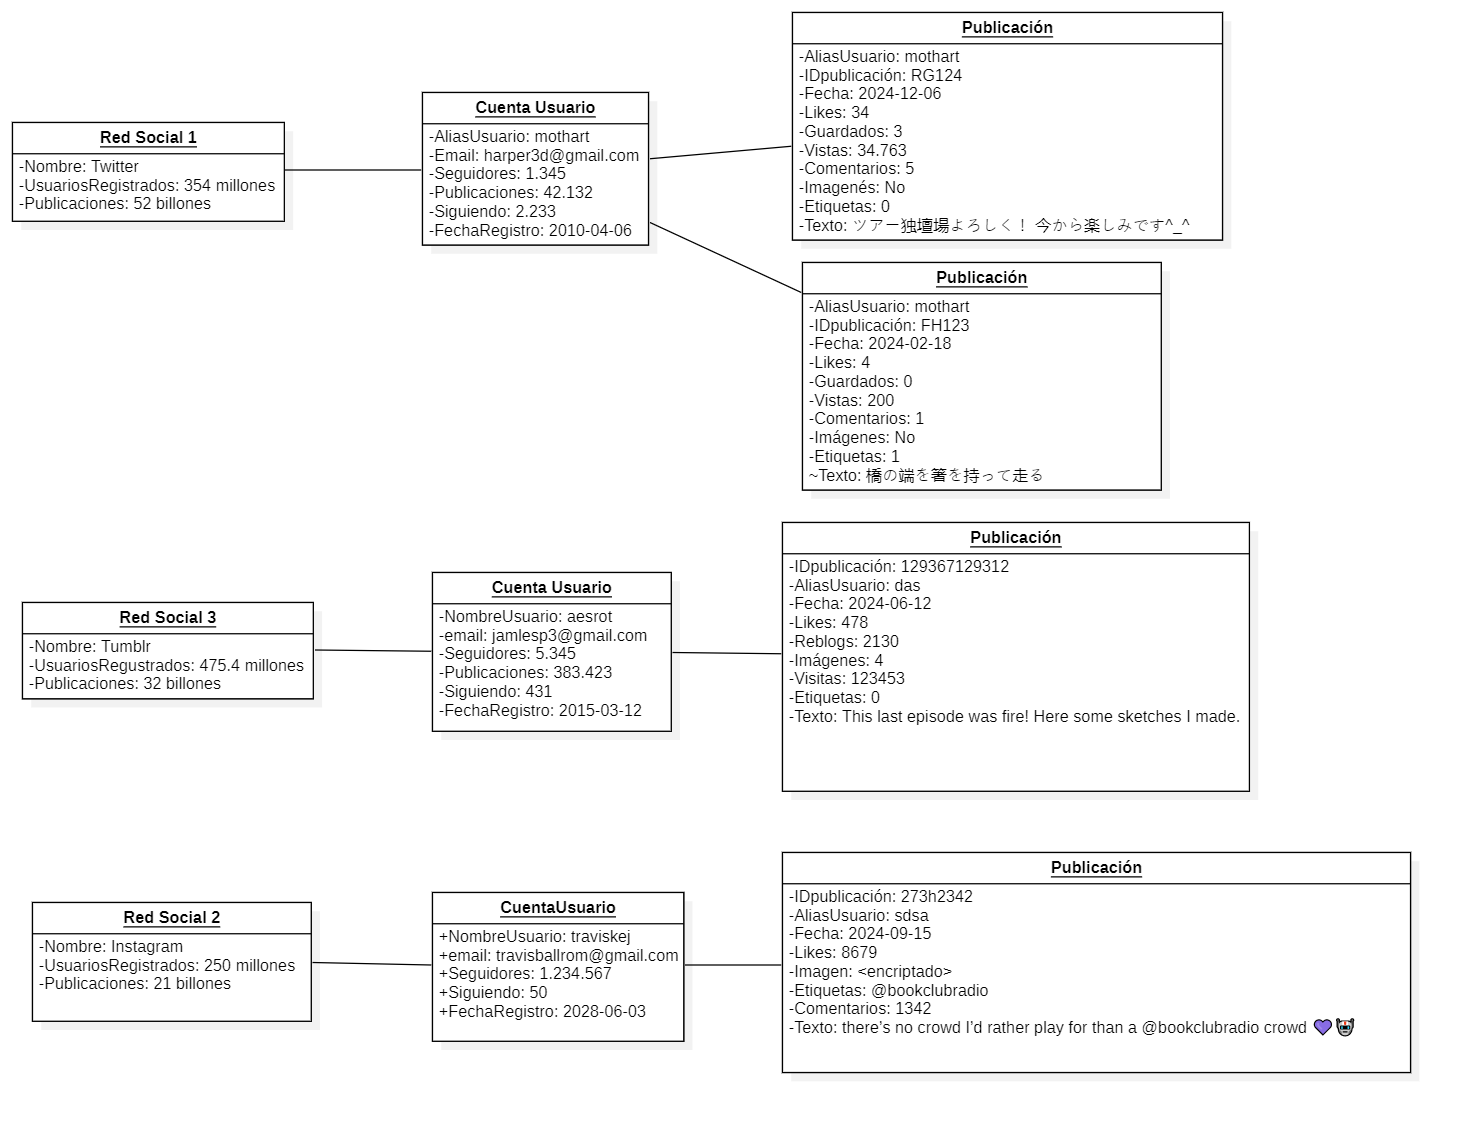 Red Social 1
-Nombre: Twitter
-UsuariosRegistrados: 354 millones
-Publicaciones: 52 billones
Cuenta Usuario
-AliasUsuario: mothart
-Email: harper3d@gmail.com
-Seguidores: 1.345
-Publicaciones: 42.132
-Siguiendo: 2.233
-FechaRegistro: 2010-04-06
Publicación
-AliasUsuario: mothart
-IDpublicación: RG124
-Fecha: 2024-12-06
-Likes: 34
-Guardados: 3
-Vistas: 34.763
-Comentarios: 5
-Imagenés: No
-Etiquetas: 0
-Texto: ツアー独壇場よろしく！ 今から楽しみです^_^
Publicación
-AliasUsuario: mothart
-IDpublicación: FH123
-Fecha: 2024-02-18
-Likes: 4
-Guardados: 0
-Vistas: 200
-Comentarios: 1
-Imágenes: No
-Etiquetas: 1
~Texto: 橋の端を箸を持って走る
Red Social 3
-Nombre: Tumblr
-UsuariosRegustrados: 475.4 millones
-Publicaciones: 32 billones
Cuenta Usuario
-NombreUsuario: aesrot
-email: jamlesp3@gmail.com
-Seguidores: 5.345
-Publicaciones: 383.423
-Siguiendo: 431
-FechaRegistro: 2015-03-12
Publicación
-IDpublicación: 129367129312
-AliasUsuario: das
-Fecha: 2024-06-12
-Likes: 478
-Reblogs: 2130
-Imágenes: 4
-Visitas: 123453
-Etiquetas: 0
-Texto: This last episode was fire! Here some sketches I made.
Red Social 2
-Nombre: Instagram
-UsuariosRegistrados: 250 millones
-Publicaciones: 21 billones
CuentaUsuario
+NombreUsuario: traviskej
+email: travisballrom@gmail.com
+Seguidores: 1.234.567
+Siguiendo: 50
+FechaRegistro: 2028-06-03
Publicación
-IDpublicación: 273h2342
-AliasUsuario: sdsa
-Fecha: 2024-09-15
-Likes: 8679
-Imagen: <encriptado>
-Etiquetas: @bookclubradio
-Comentarios: 1342
-Texto: there’s no crowd I’d rather play for than a @bookclubradio crowd 💜🤖